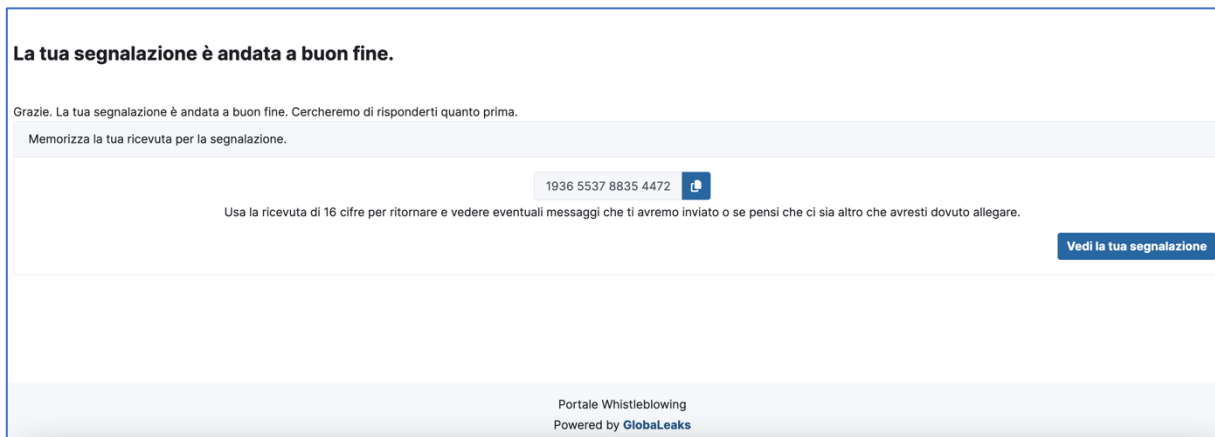 La tua segnalazione è andata a buon fine.
Grazie. La tua segnalazione è andata a buon fine. Cercheremo di risponderti quanto prima.
Memorizza la tua ricevuta per la segnalazione.
1936 5537 8835 4472
Usa la ricevuta di 16 cifre per ritornare e vedere eventuali messaggi che ti avremo inviato o se pensi che ci sia altro che avresti dovuto allegare.
Vedi la tua segnalazione
Portale Whistleblowing
Powered by GlobaLeaks